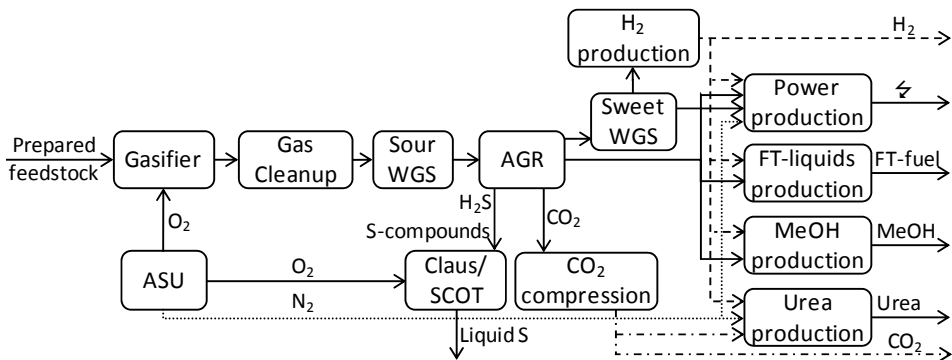 H₂
production
H₂
Power
production
Sweet
WGS
Prepared
feedstock
Gasifier
Gas
Cleanup
Sour
WGS
AGR
FT-liquids
production
FT-fuel
O₂
H₂S
S-compounds
CO₂
MeOH
production
MeOH
ASU
O₂
N₂
Claus/
SCOT
CO₂
compression
Urea
production
Urea
CO₂
Liquid S